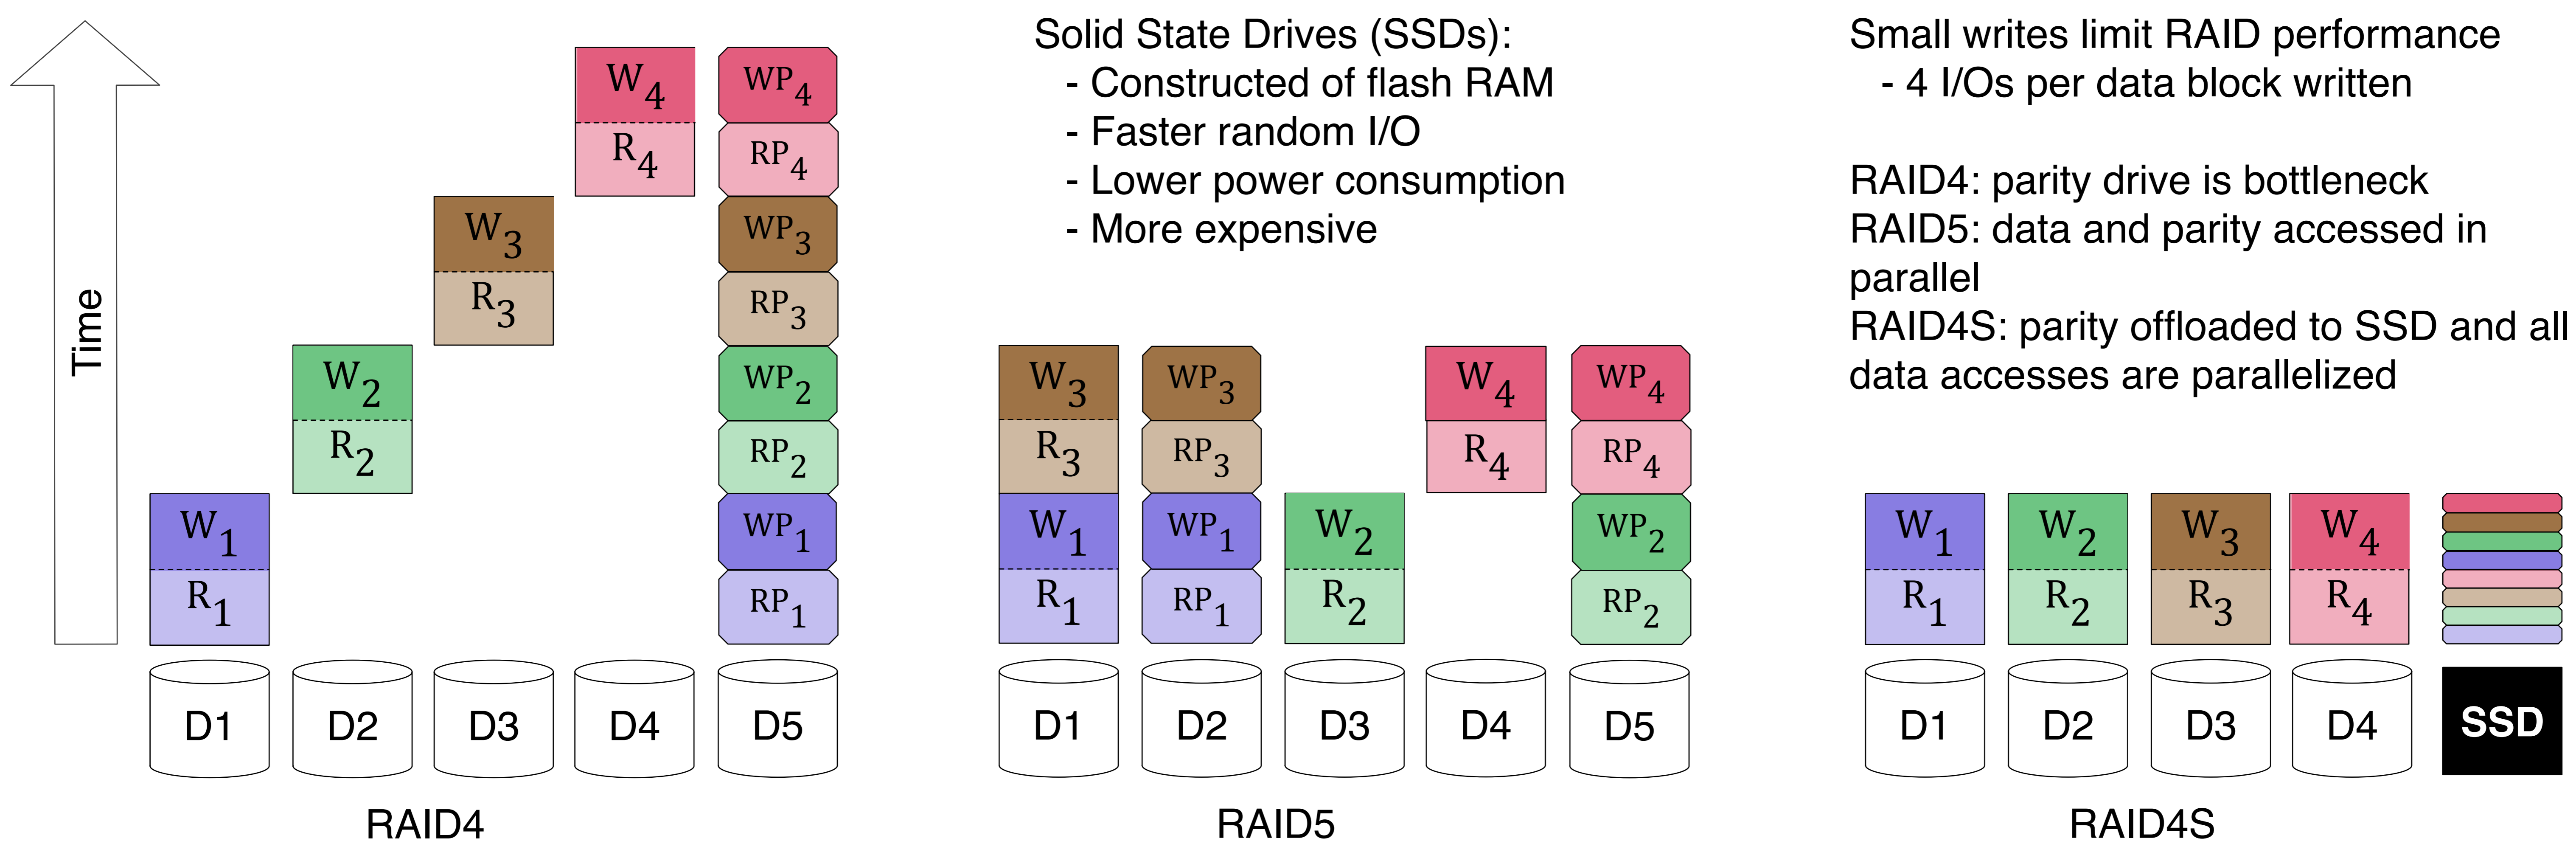 Time
W4
WP4
R4
RP4
W3
WP3
R3
RP3
W2
WP2
R2
RP2
W1
WP1
R1
RP1
D1
D2
D3
D4
D5
RAID4
Solid State Drives (SSDs):
- Constructed of flash RAM
- Faster random I/O
- Lower power consumption
- More expensive
W3
WP3
W4
WP4
R3
RP3
R4
RP4
W1
WP1
W2
WP2
R1
RP1
R2
RP2
D1
D2
D3
D4
D5
RAID5
Small writes limit RAID performance
- 4 I/Os per data block written
RAID4: parity drive is bottleneck
RAID5: data and parity accessed in
parallel
RAID4S: parity offloaded to SSD and all
data accesses are parallelized
W1
W2
W3
W4
R1
R2
R3
R4
D1
D2
D3
D4
SSD
RAID4S